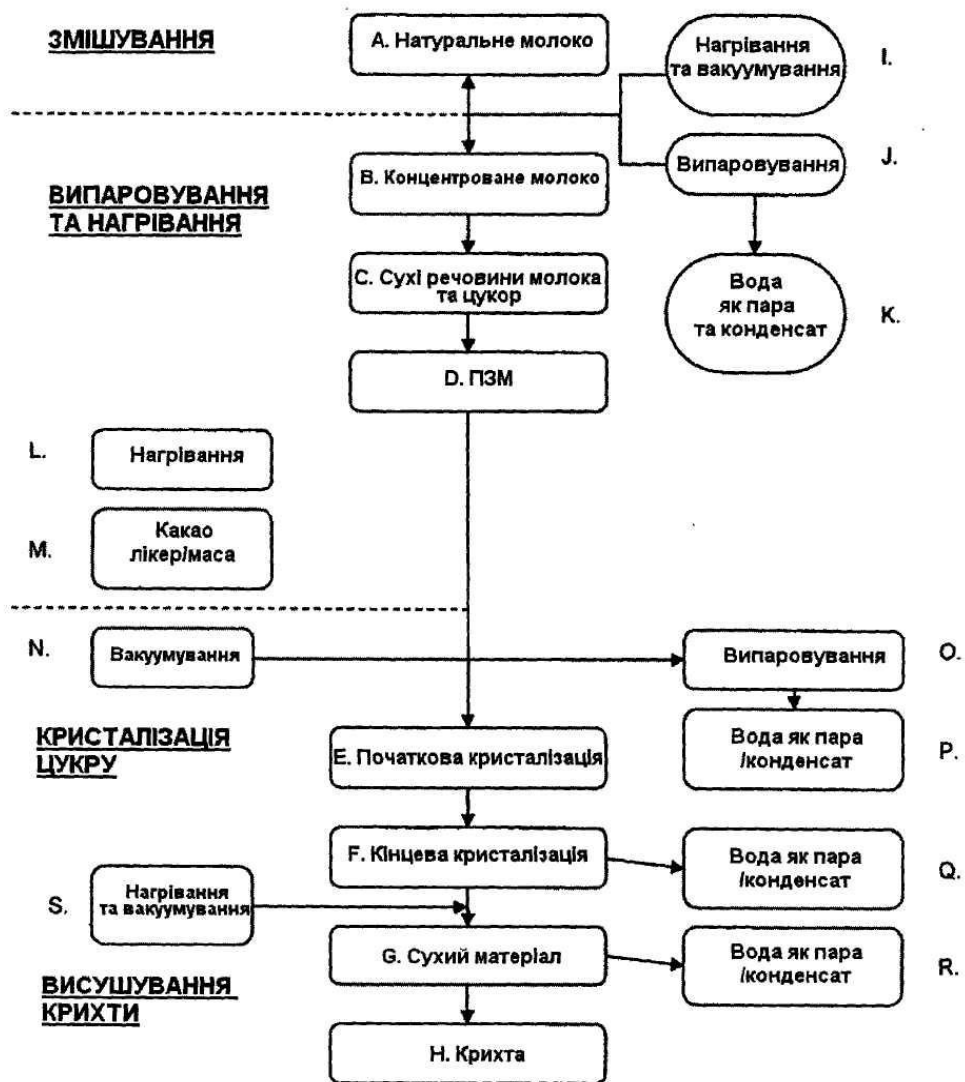 ЗМІШУВАННЯ
A. Натуральне молоко
Нагрівання
та вакуумування
I.
ВИПАРОВУВАННЯ
ТА НАГРІВАННЯ
B. Концентроване молоко
Випаровування
J.
C. Сухі речовини молока
та цукор
Вода
як пара
та конденсат
K.
D. ПЗМ
L.
Нагрівання
M.
Какао
лікер/маса
N.
Вакуумування
Випаровування
O.
КРИСТАЛІЗАЦІЯ
ЦУКРУ
E. Початкова кристалізація
Вода як пара
/конденсат
P.
F. Кінцева кристалізація
Вода як пара
/конденсат
Q.
S.
Нагрівання
та вакуумування
G. Сухий матеріал
Вода як пара
/конденсат
R.
ВИСУШУВАННЯ
КРИХТИ
H. Крихта